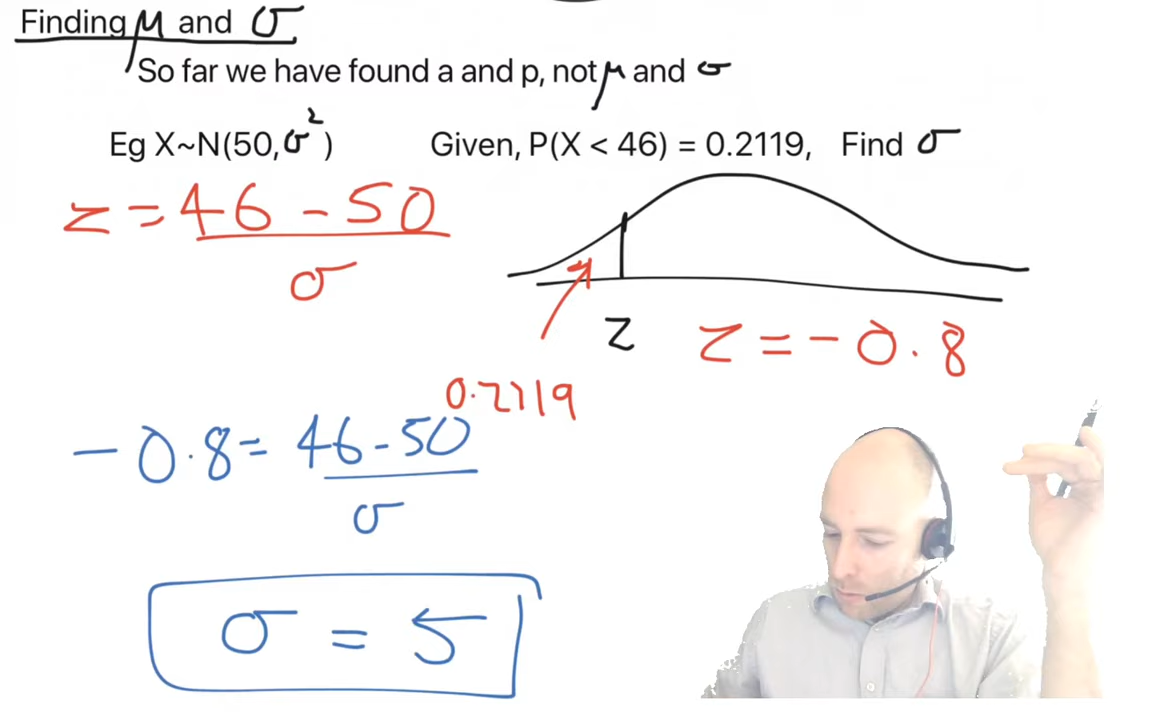 Finding μ and σ
So far we have found a and p, not μ and σ
Eg X~N(50,σ²) Given, P(X < 46) = 0.2119, Find σ
z = 46 - 50
σ
z z = -0.8
0.2119
-0.8 = 46 - 50
σ
σ = 5